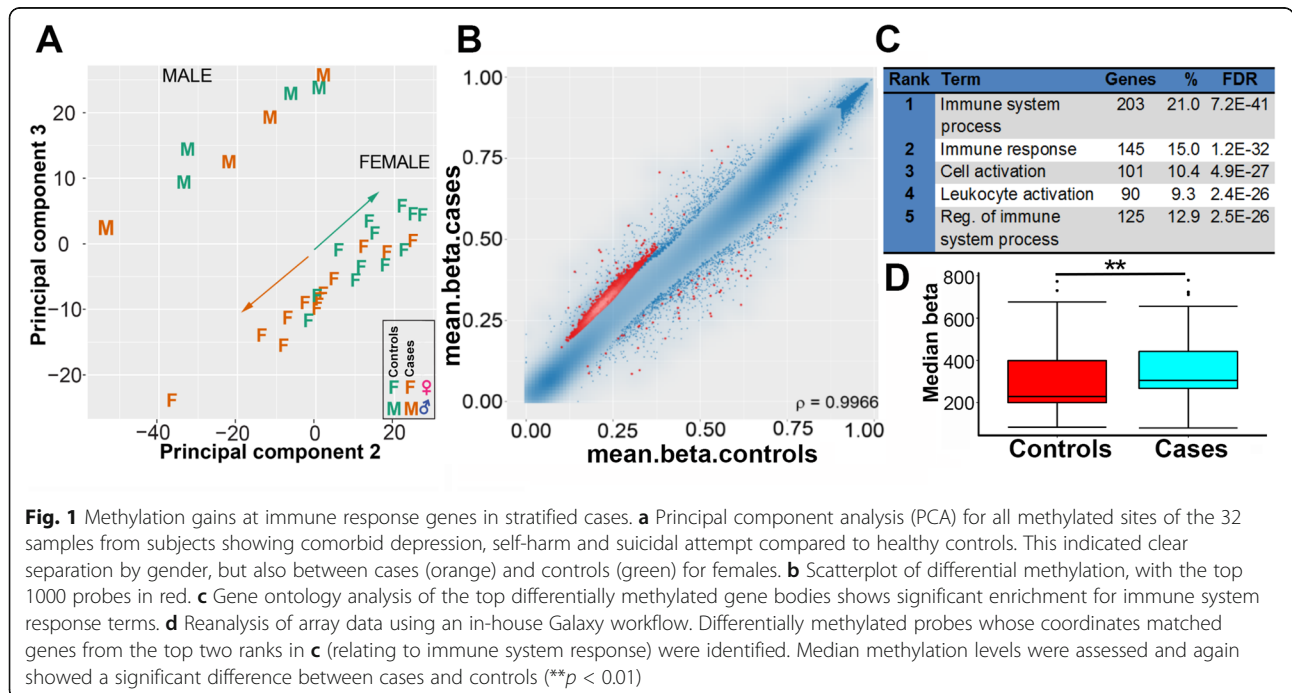 A
MALE
FEMALE
20
10
0
−10
−20
−40
−20
0
20
Principal component 3
Principal component 2
M M M M M M M M
F F F F F F F F F F F F F F F F F F F F F F F F
Controls
Cases
F F ♀
M M ♂
B
1.00
0.75
0.50
0.25
0.00
0.00
0.25
0.50
0.75
1.00
mean.beta.cases
mean.beta.controls
ρ = 0.9966
C
Rank Term Genes % FDR
1 Immune system process 203 21.0 7.2E-41
2 Immune response 145 15.0 1.2E-32
3 Cell activation 101 10.4 4.9E-27
4 Leukocyte activation 90 9.3 2.4E-26
5 Reg. of immune system process 125 12.9 2.5E-26
D
**
800
600
400
200
Median beta
Controls
Cases
Fig. 1 Methylation gains at immune response genes in stratified cases. a Principal component analysis (PCA) for all methylated sites of the 32
samples from subjects showing comorbid depression, self-harm and suicidal attempt compared to healthy controls. This indicated clear
separation by gender, but also between cases (orange) and controls (green) for females. b Scatterplot of differential methylation, with the top
1000 probes in red. c Gene ontology analysis of the top differentially methylated gene bodies shows significant enrichment for immune system
response terms. d Reanalysis of array data using an in-house Galaxy workflow. Differentially methylated probes whose coordinates matched
genes from the top two ranks in c (relating to immune system response) were identified. Median methylation levels were assessed and again
showed a significant difference between cases and controls (**p < 0.01)